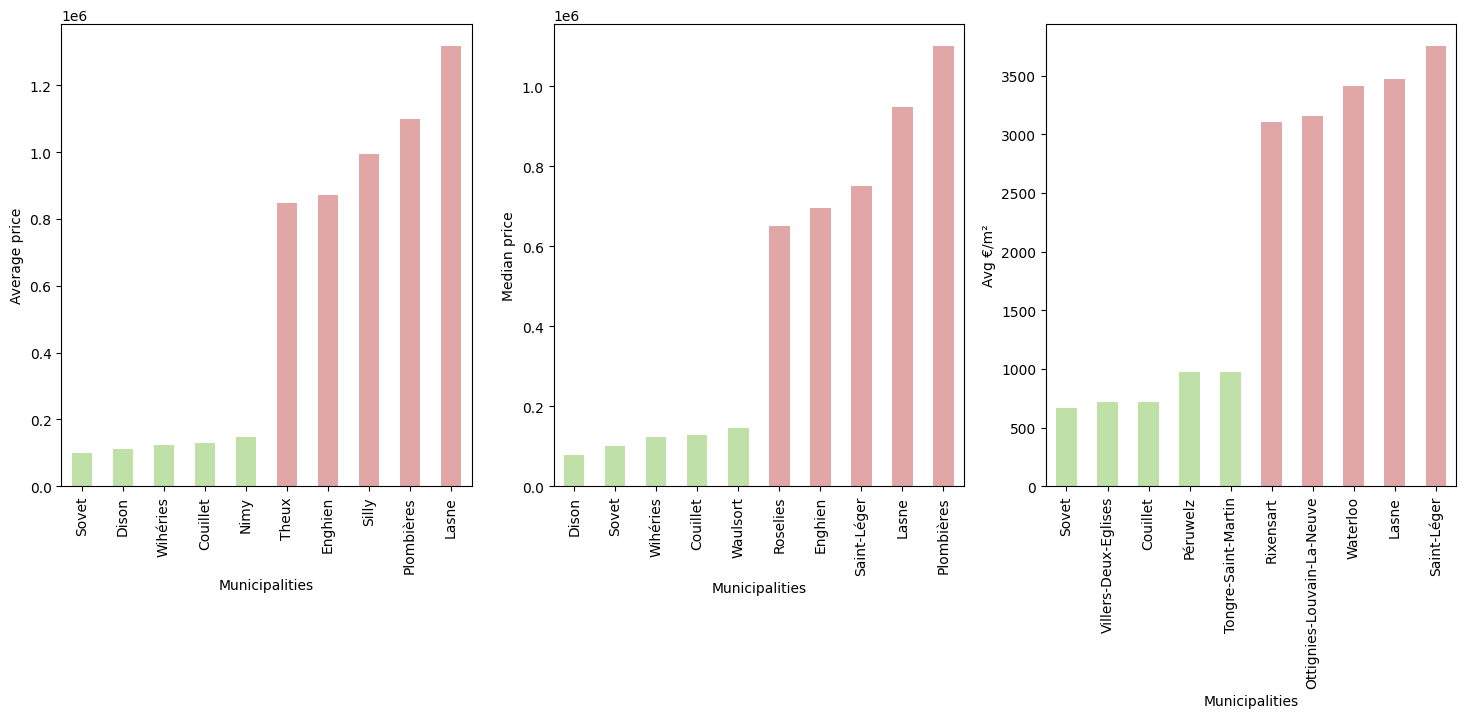 1e6
1.2
1.0
0.8
0.6
0.4
0.2
0.0
Average price
Sovet
Dison
Wihéries
Couillet
Nimy
Theux
Enghien
Silly
Plombières
Lasne
Municipalities
1e6
1.0
0.8
0.6
0.4
0.2
0.0
Median price
Dison
Sovet
Wihéries
Couillet
Waulsort
Roselies
Enghien
Saint-Léger
Lasne
Plombières
Municipalities
3500
3000
2500
2000
1500
1000
500
0
Avg €/m²
Sovet
Villers-Deux-Eglises
Couillet
Péruwelz
Tongre-Saint-Martin
Rixensart
Ottignies-Louvain-La-Neuve
Waterloo
Lasne
Saint-Léger
Municipalities